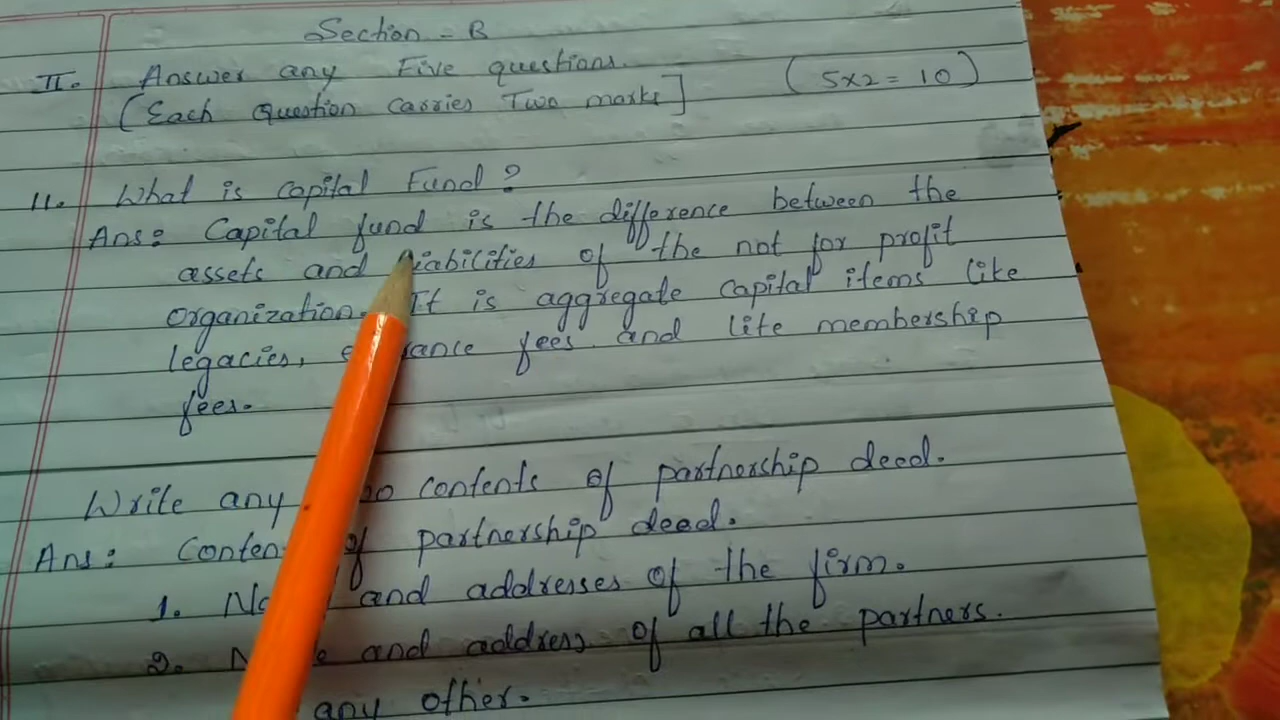 Section - B
II. Answer any Five questions. (5x2=10)
(Each Question Carries Two marks]
11. What is Capital Fund?
Ans: Capital fund is the difference between the
assets and liabilities of the not for profit
organization. It is aggregate capital items like
legacies, fees and life membership
fees.
Write any contents of partnership deed.
Ans: of partnership deed.
1. and addresses of the firm.
2. and address of all the partners.
any other.